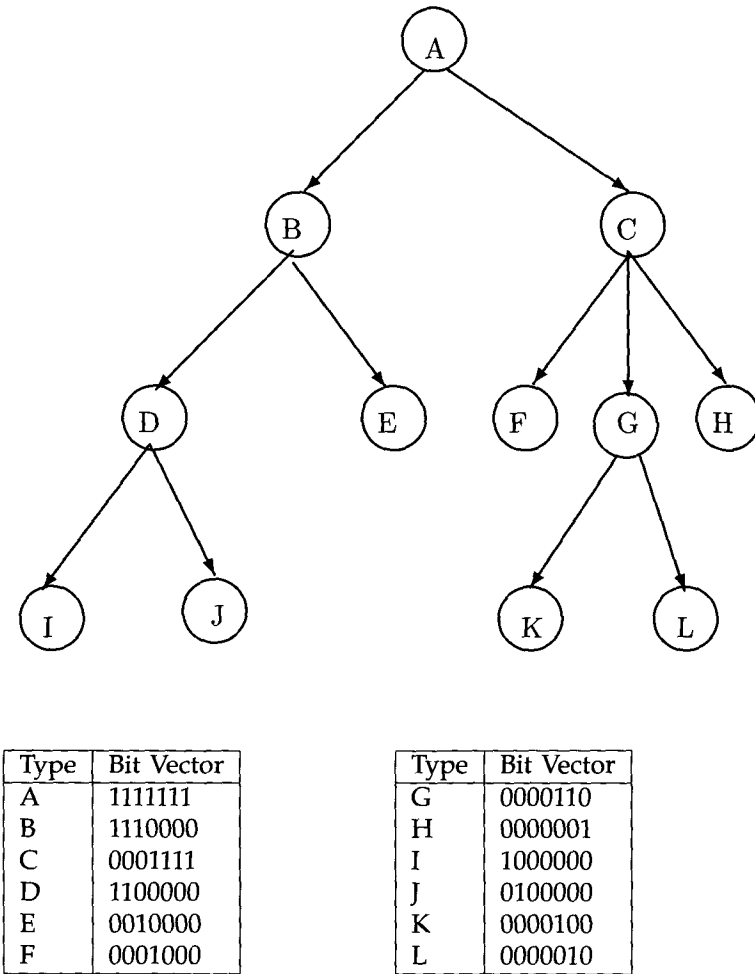 A
B
C
D
E
F
G
H
I
J
K
L
Type Bit Vector
A 1111111
B 1110000
C 0001111
D 1100000
E 0010000
F 0001000
Type Bit Vector
G 0000110
H 0000001
I 1000000
J 0100000
K 0000100
L 0000010